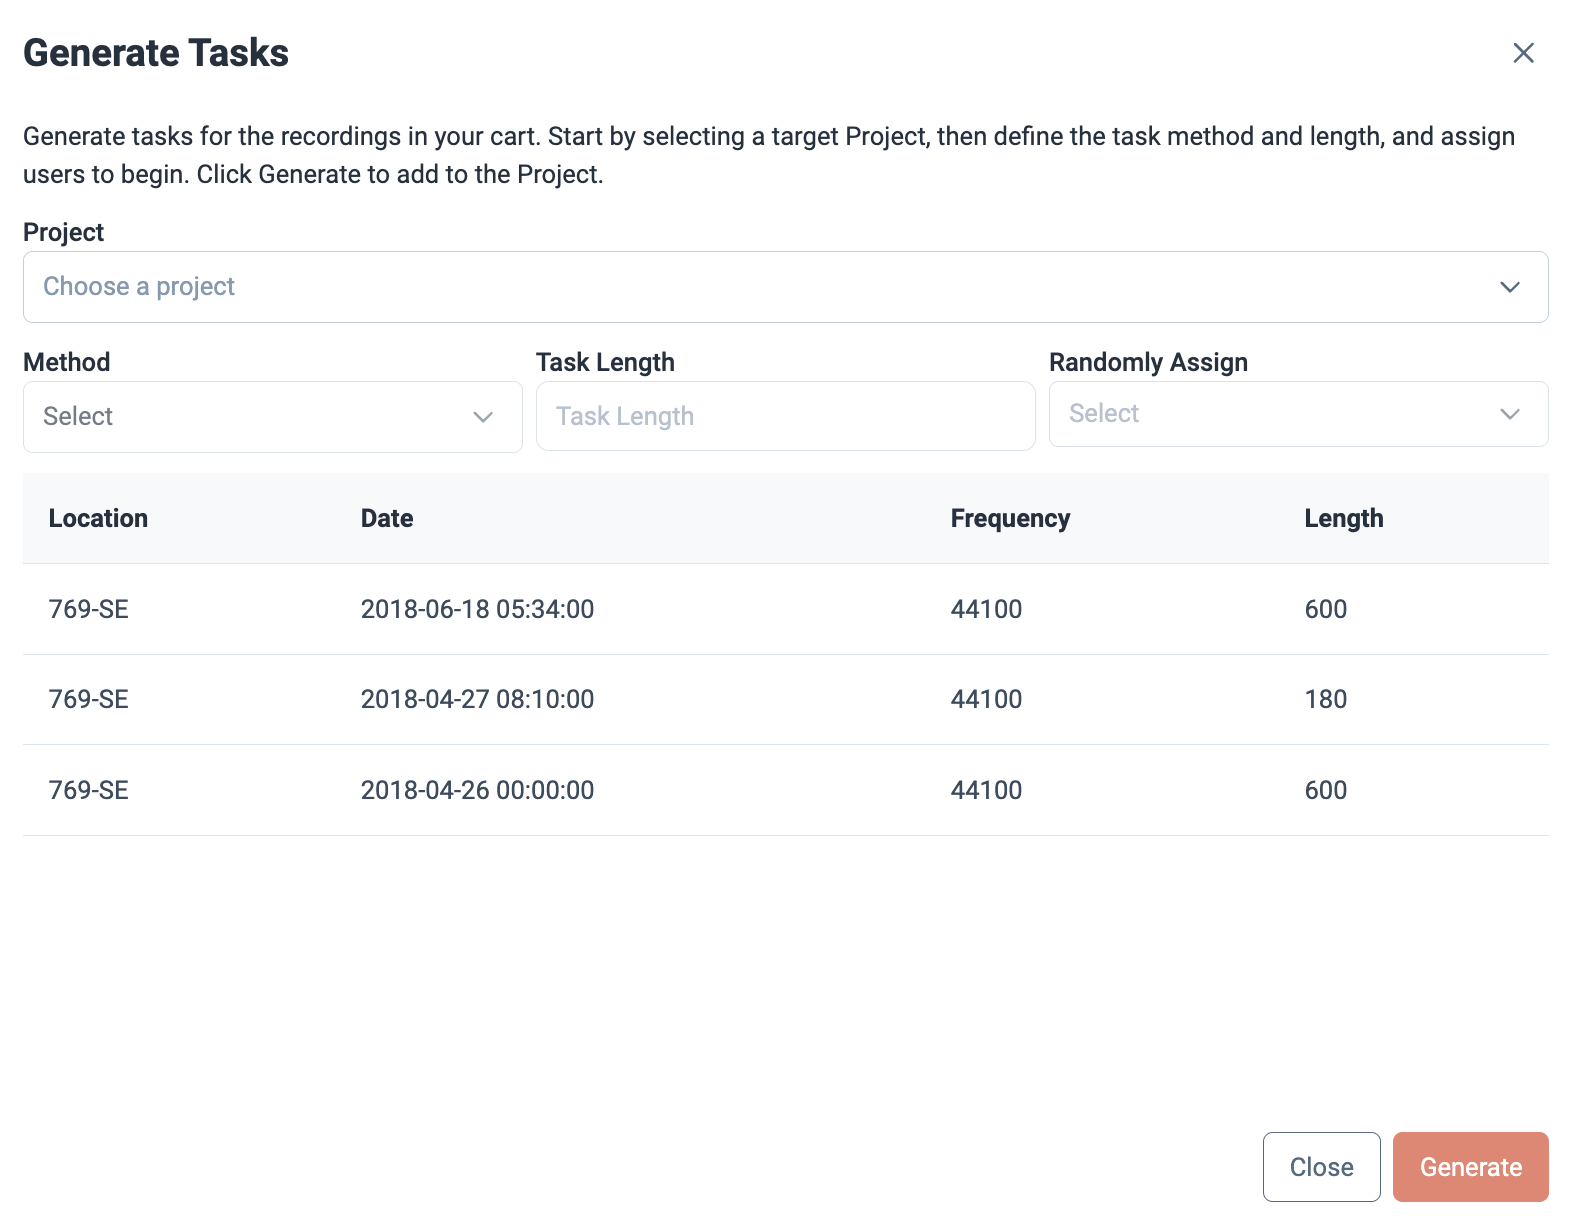 Generate Tasks
Generate tasks for the recordings in your cart. Start by selecting a target Project, then define the task method and length, and assign
users to begin. Click Generate to add to the Project.
Project
Choose a project
Method Task Length Randomly Assign
Select Task Length Select
Location Date Frequency Length
769-SE 2018-06-18 05:34:00 44100 600
769-SE 2018-04-27 08:10:00 44100 180
769-SE 2018-04-26 00:00:00 44100 600
Close Generate